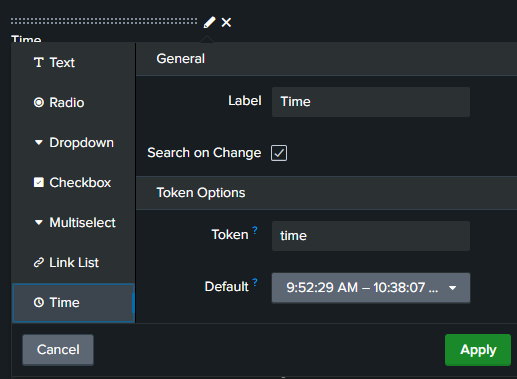 Time
T Text
Radio
Dropdown
Checkbox
Multiselect
Link List
Time
General
Label Time
Search on Change
Token Options
Token ? time
Default ? 9:52:29 AM – 10:38:07 ...
Cancel
Apply